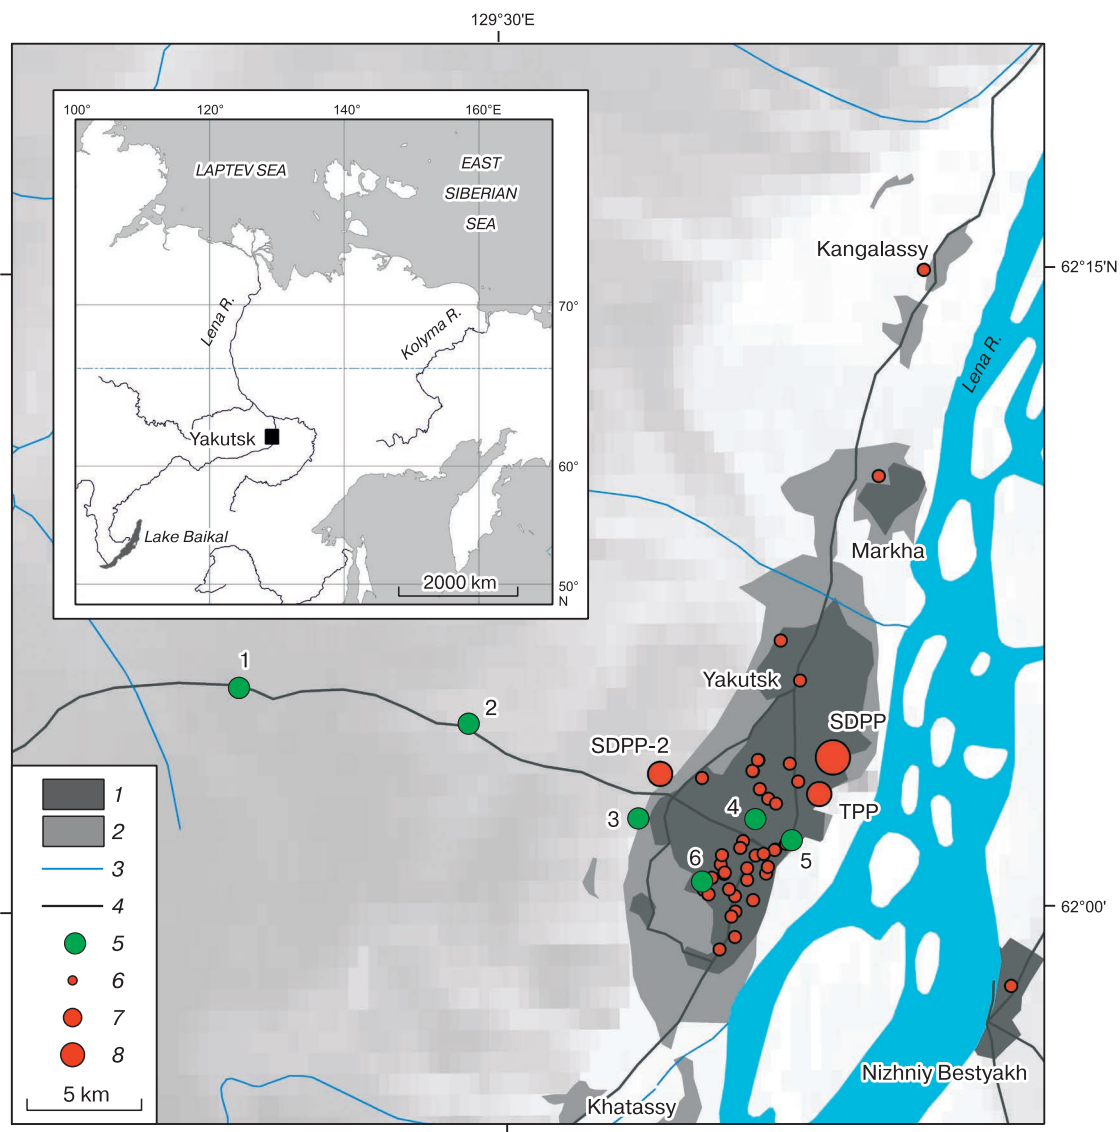 129°30'E
100°
120°
140°
160°E
LAPTEV SEA
EAST
SIBERIAN
SEA
Lena R.
Kolyma R.
70°
Yakutsk
60°
Lake Baikal
2000 km
50°
N
Kangalassy
62°15'N
Lena R.
Markha
1
2
Yakutsk
SDPP
SDPP-2
TPP
3
4
5
6
62°00'
Nizhniy Bestyakh
Khatassy
1
2
3
4
5
6
7
8
5 km